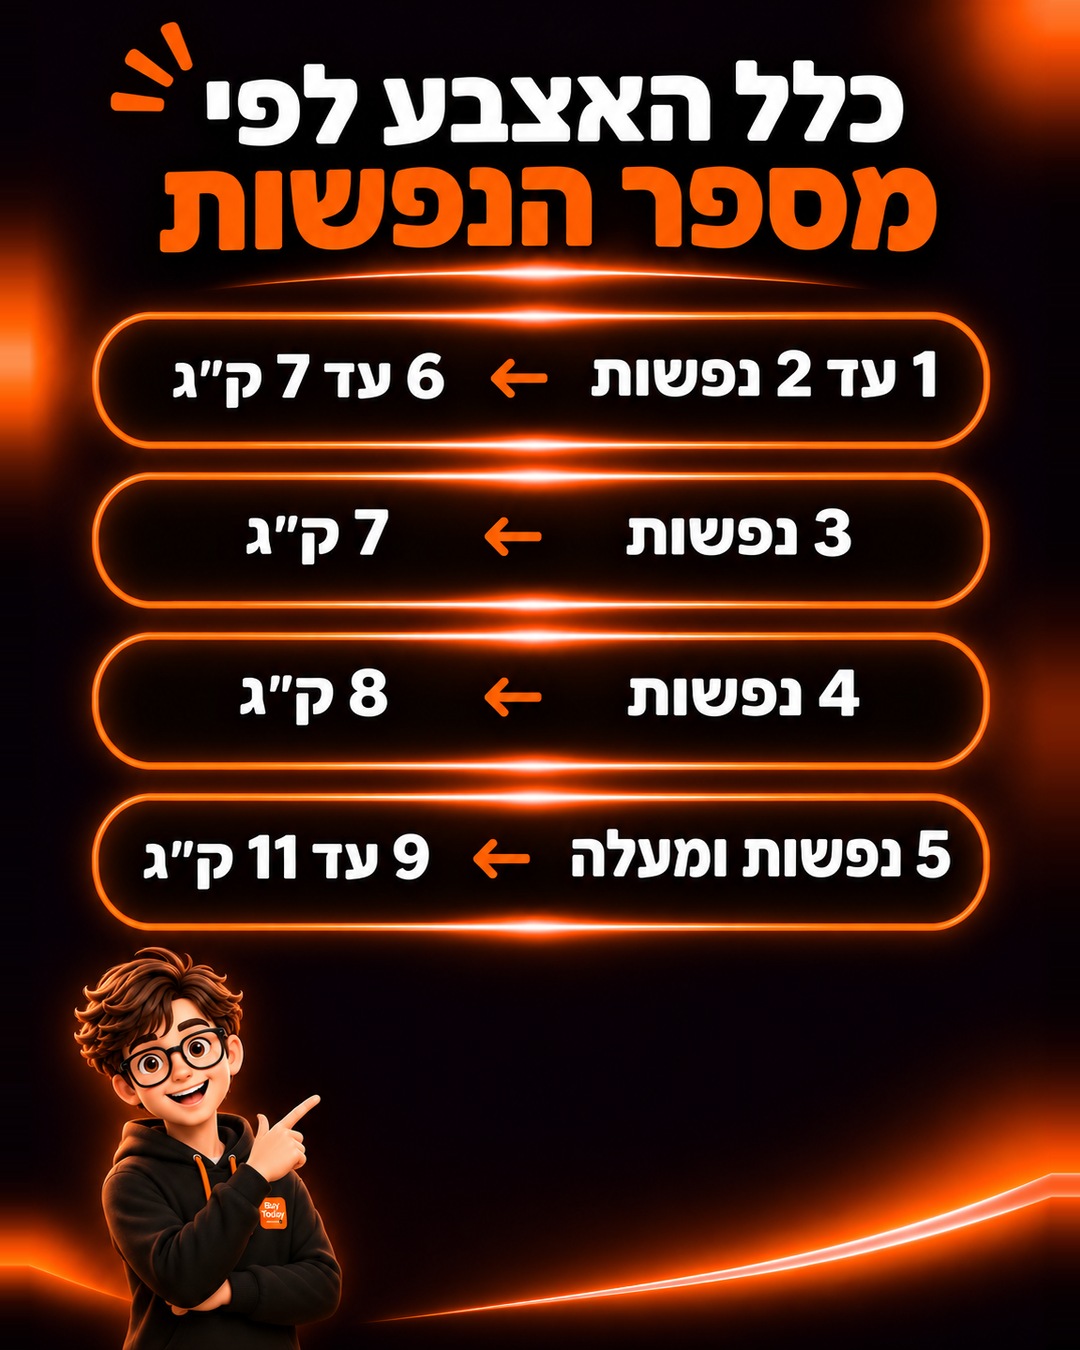 כלל האצבע לפי
מספר הנפשות
1 עד 2 נפשות ← 6 עד 7 ק״ג
3 נפשות ← 7 ק״ג
4 נפשות ← 8 ק״ג
5 נפשות ומעלה ← 9 עד 11 ק״ג
Buy
Today